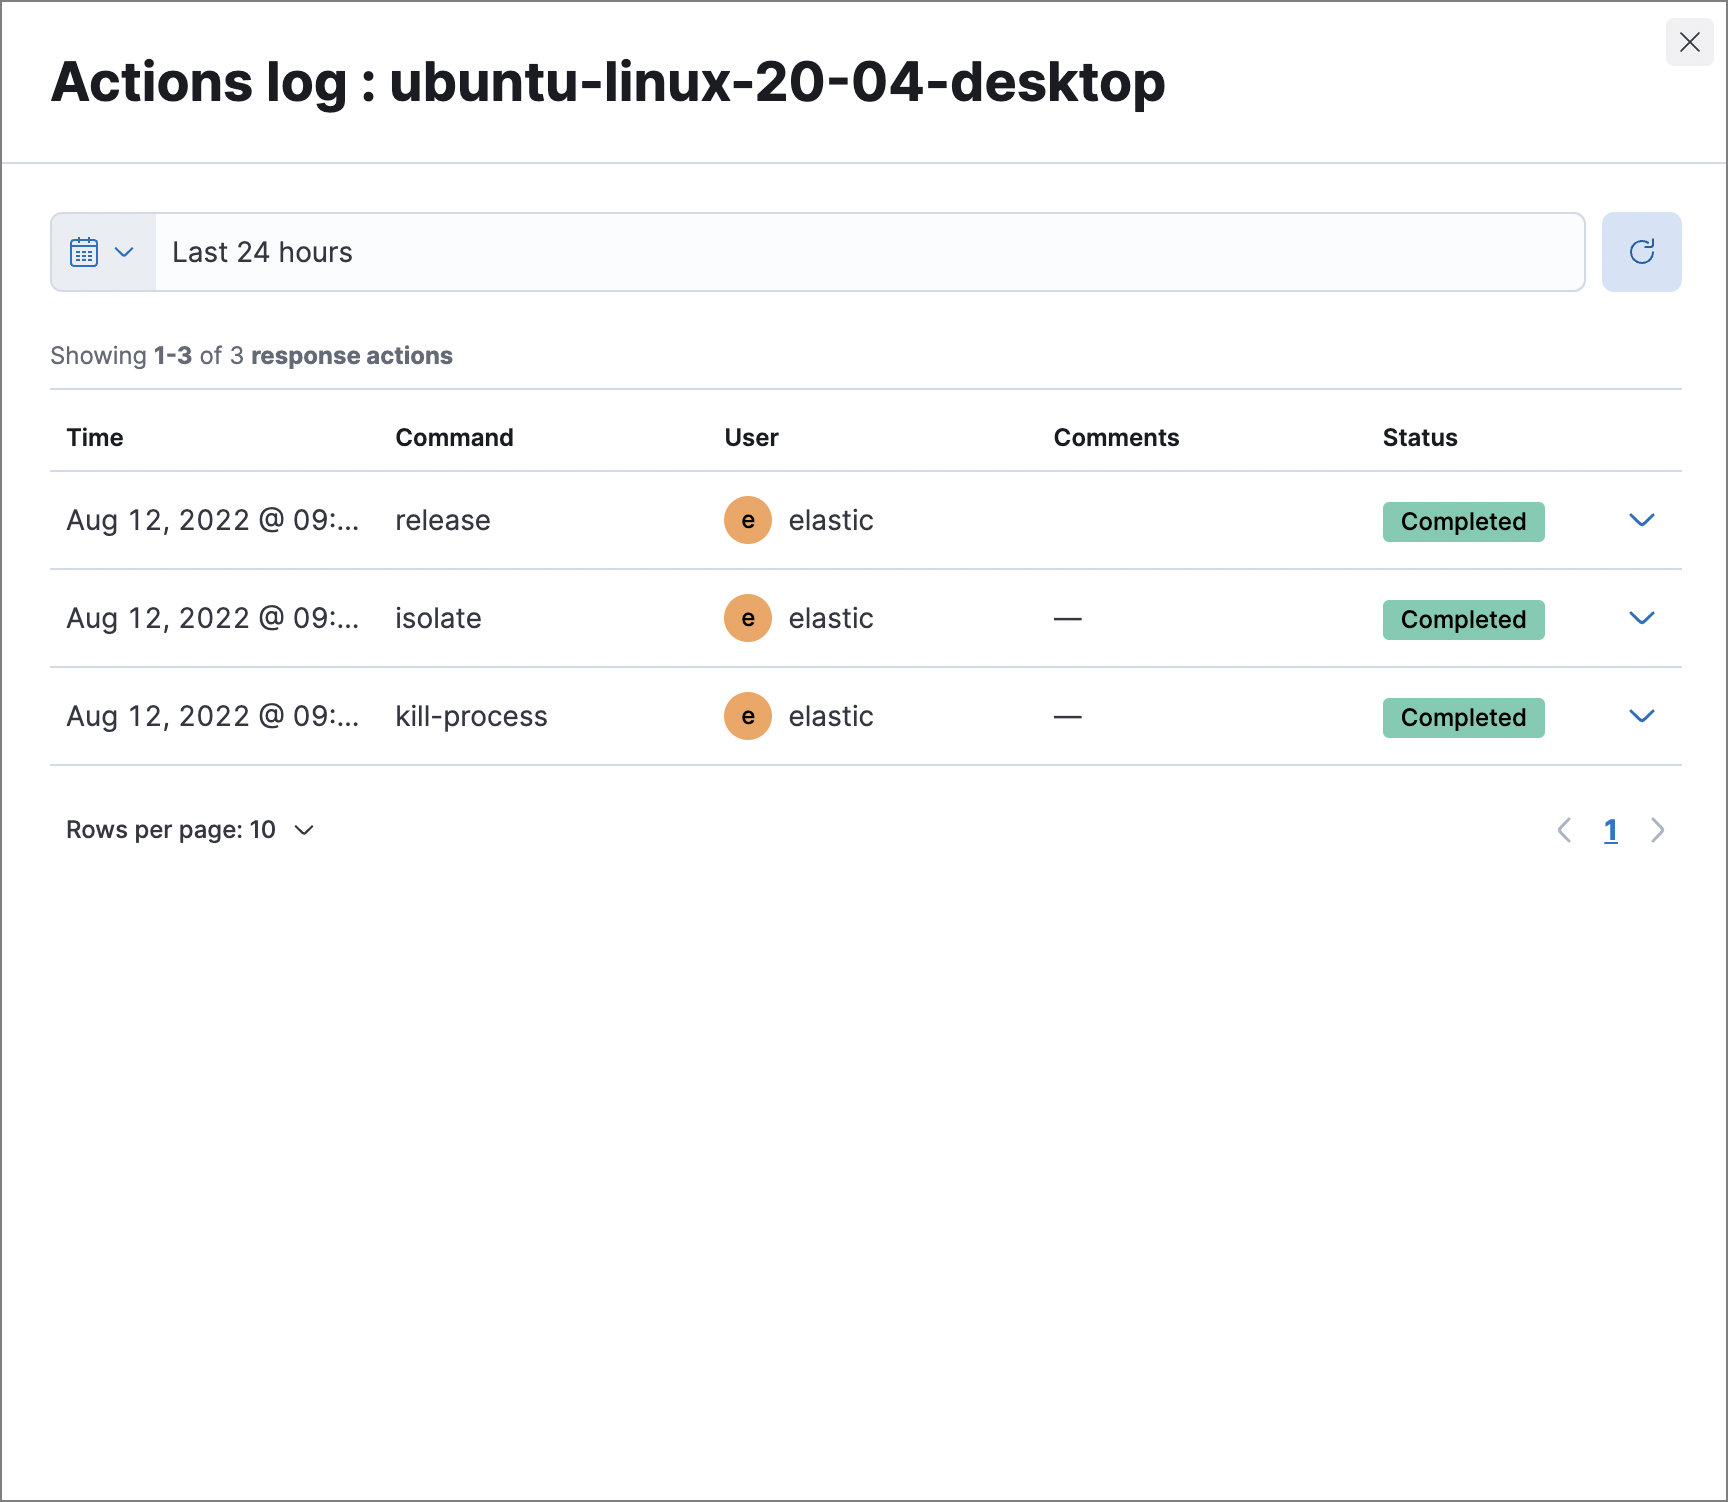 Actions log : ubuntu-linux-20-04-desktop
Last 24 hours
Showing 1-3 of 3 response actions
Time Command User Comments Status
Aug 12, 2022 @ 09:... release e elastic Completed
Aug 12, 2022 @ 09:... isolate e elastic — Completed
Aug 12, 2022 @ 09:... kill-process e elastic — Completed
Rows per page: 10 1